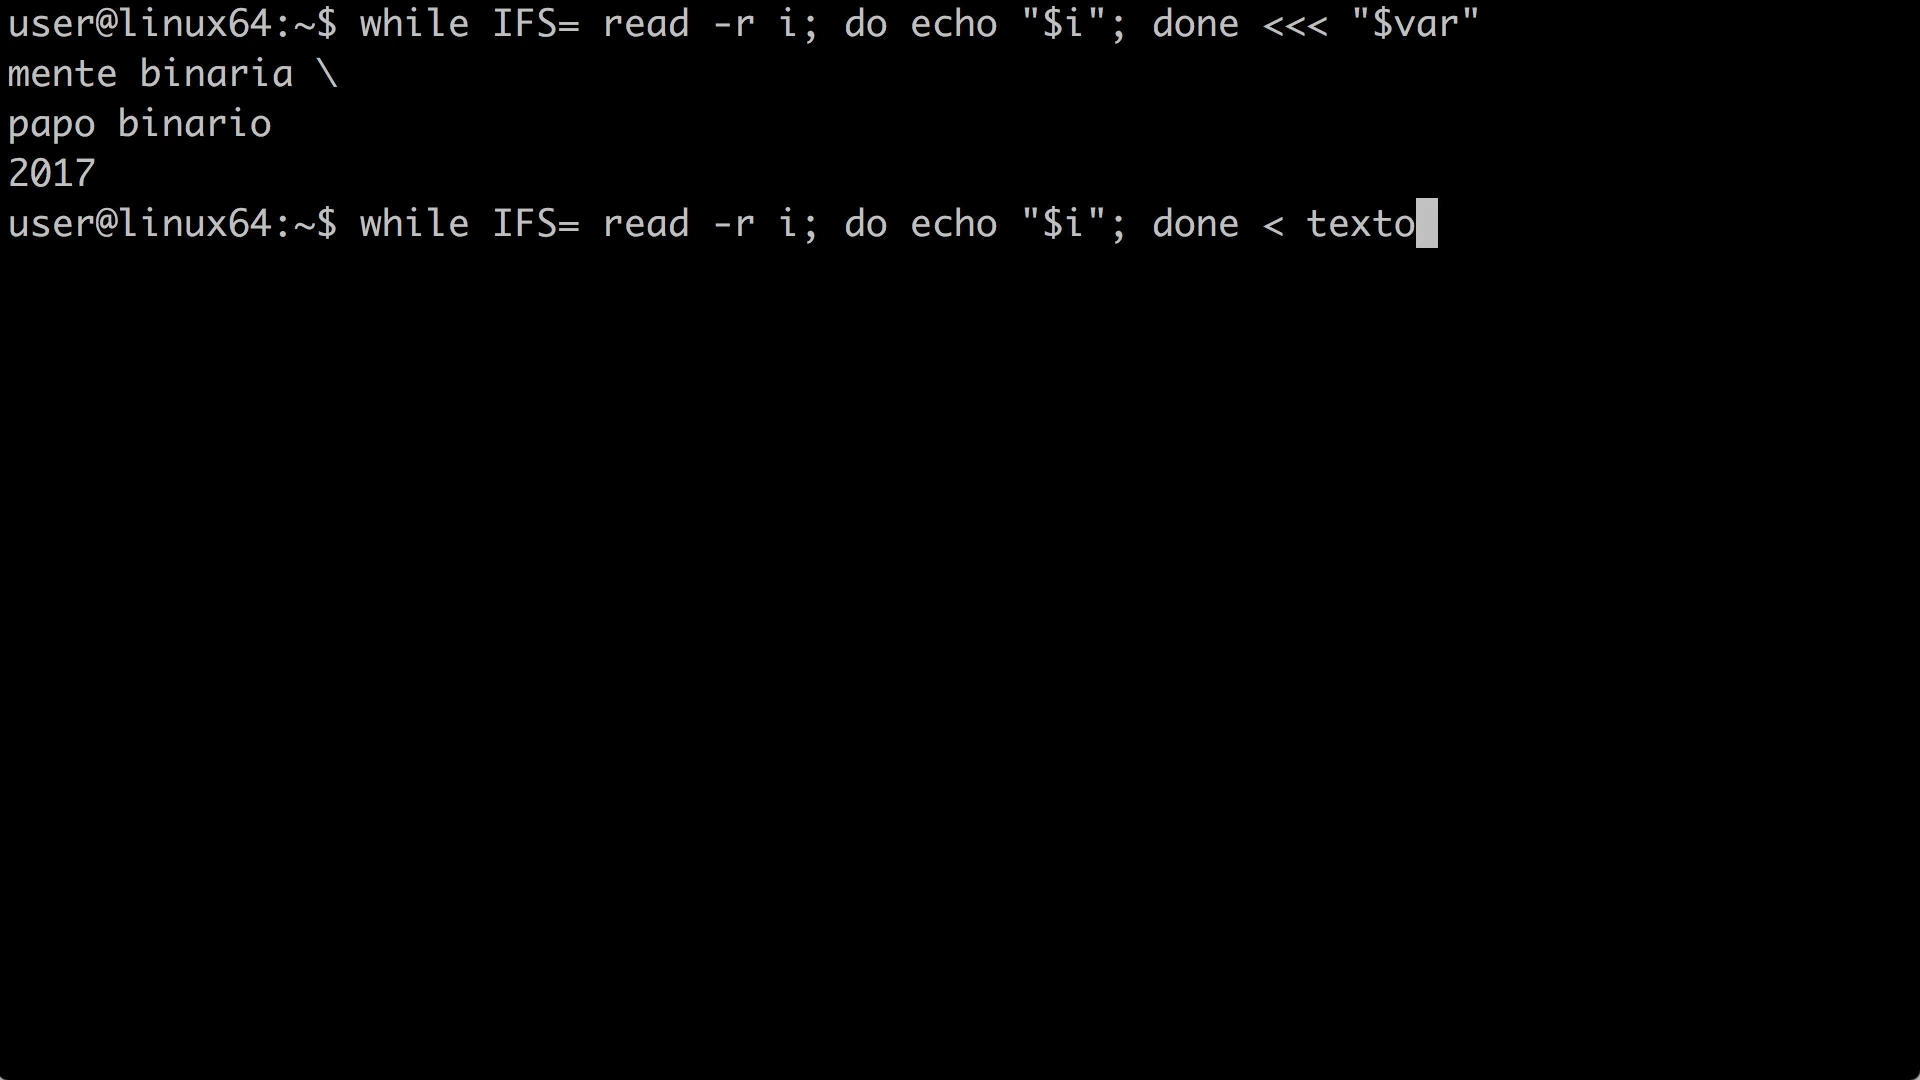 user@linux64:~$ while IFS= read -r i; do echo "$i"; done <<< "$var"
mente binaria \
papo binario
2017
user@linux64:~$ while IFS= read -r i; do echo "$i"; done < texto